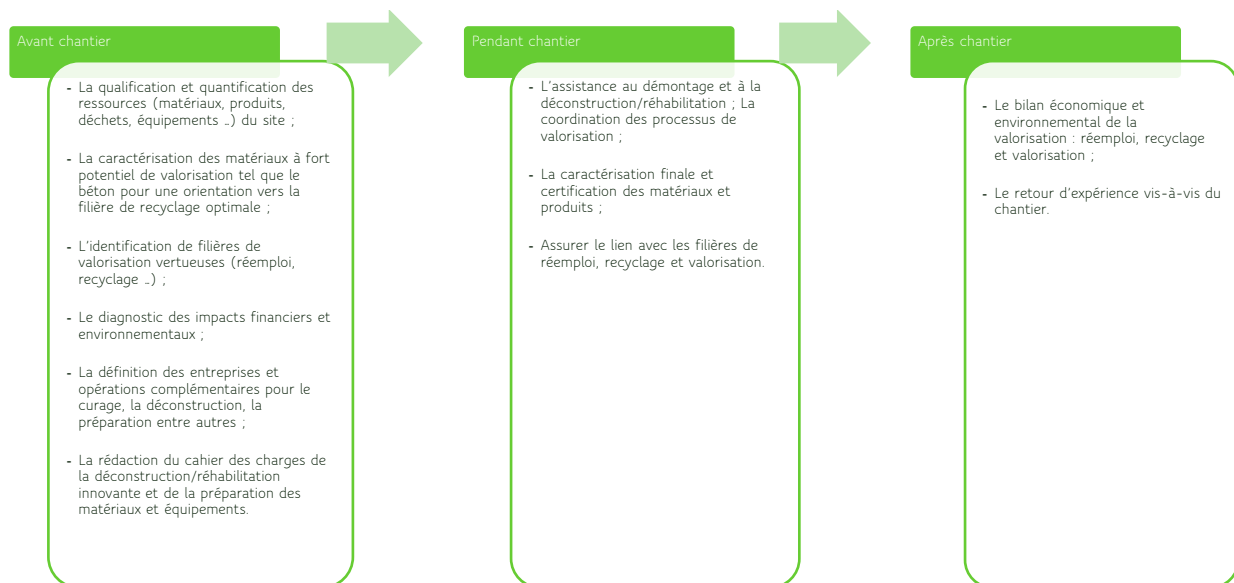 Avant chantier
- La qualification et quantification des
ressources (matériaux, produits,
déchets, équipements …) du site ;
- La caractérisation des matériaux à fort
potentiel de valorisation tel que le
béton pour une orientation vers la
filière de recyclage optimale ;
- L'identification de filières de
valorisation vertueuses (réemploi,
recyclage …) ;
- Le diagnostic des impacts financiers et
environnementaux ;
- La définition des entreprises et
opérations complémentaires pour le
curage, la déconstruction, la
préparation entre autres ;
- La rédaction du cahier des charges de
la déconstruction/réhabilitation
innovante et de la préparation des
matériaux et équipements.
Pendant chantier
- L'assistance au démontage et à la
déconstruction/réhabilitation ; La
coordination des processus de
valorisation ;
- La caractérisation finale et
certification des matériaux et
produits ;
- Assurer le lien avec les filières de
réemploi, recyclage et valorisation.
Après chantier
- Le bilan économique et
environnemental de la
valorisation : réemploi, recyclage
et valorisation ;
- Le retour d'expérience vis-à-vis du
chantier.